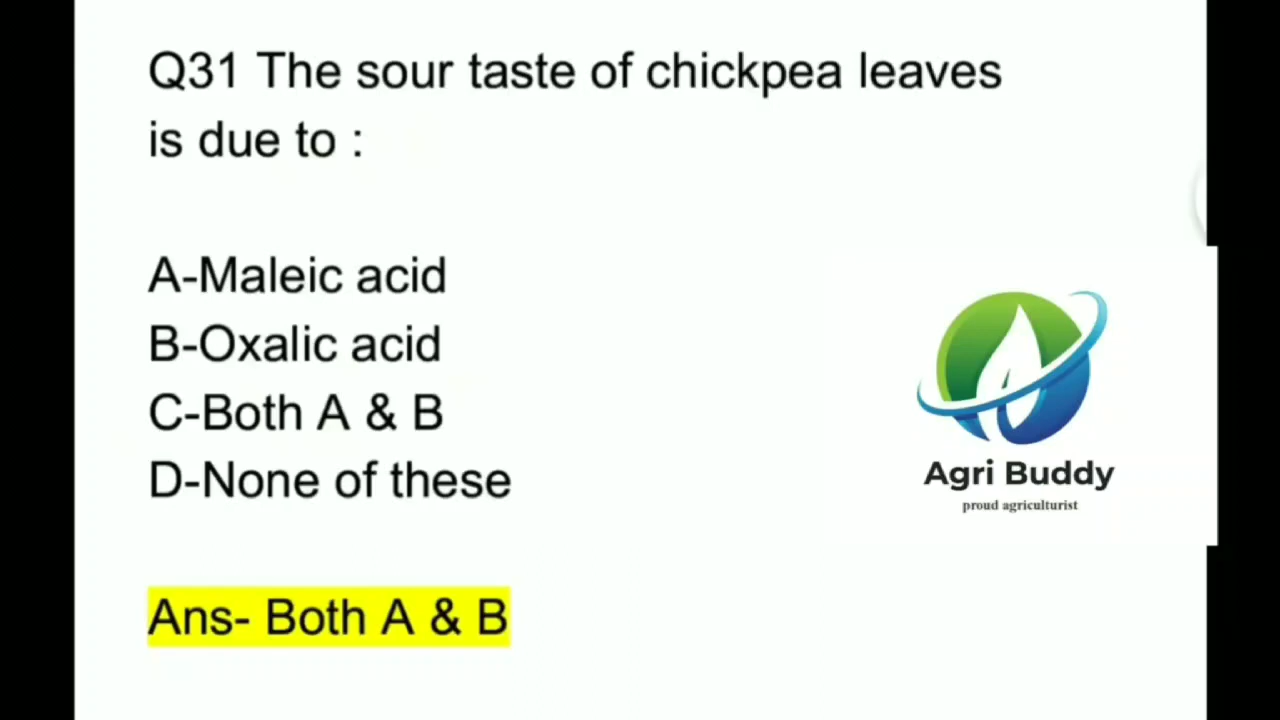 Q31 The sour taste of chickpea leaves
is due to :
A-Maleic acid
B-Oxalic acid
C-Both A & B
D-None of these
Agri Buddy
proud agriculturist
Ans- Both A & B